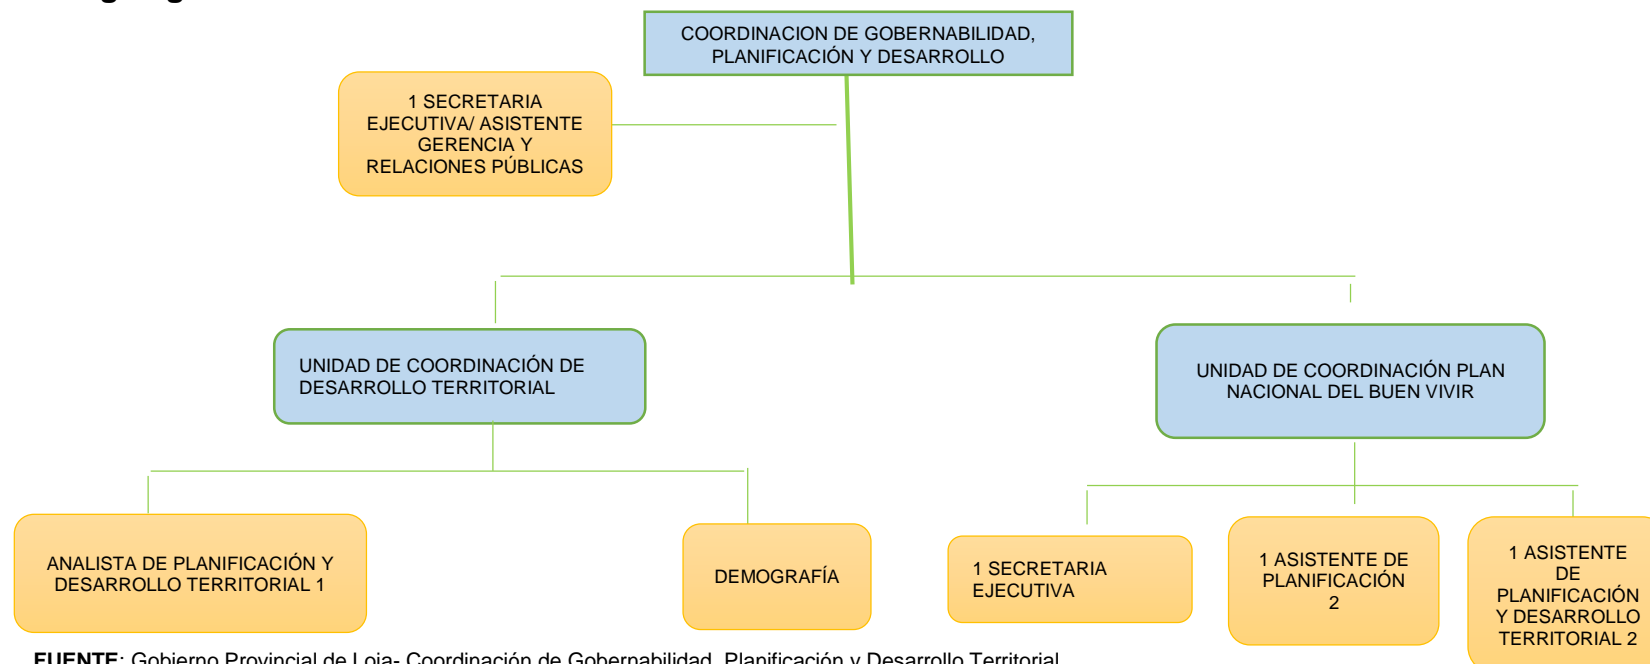 COORDINACION DE GOBERNABILIDAD,
PLANIFICACIÓN Y DESARROLLO
1 SECRETARIA
EJECUTIVA/ ASISTENTE
GERENCIA Y
RELACIONES PÚBLICAS
UNIDAD DE COORDINACIÓN DE
DESARROLLO TERRITORIAL
UNIDAD DE COORDINACIÓN PLAN
NACIONAL DEL BUEN VIVIR
ANALISTA DE PLANIFICACIÓN Y
DESARROLLO TERRITORIAL 1
DEMOGRAFÍA
1 SECRETARIA
EJECUTIVA
1 ASISTENTE DE
PLANIFICACIÓN
2
1 ASISTENTE
DE
PLANIFICACIÓN
Y DESARROLLO
TERRITORIAL 2
FUENTE: Gobierno Provincial de Loja- Coordinación de Gobernabilidad, Planificación y Desarrollo Territorial